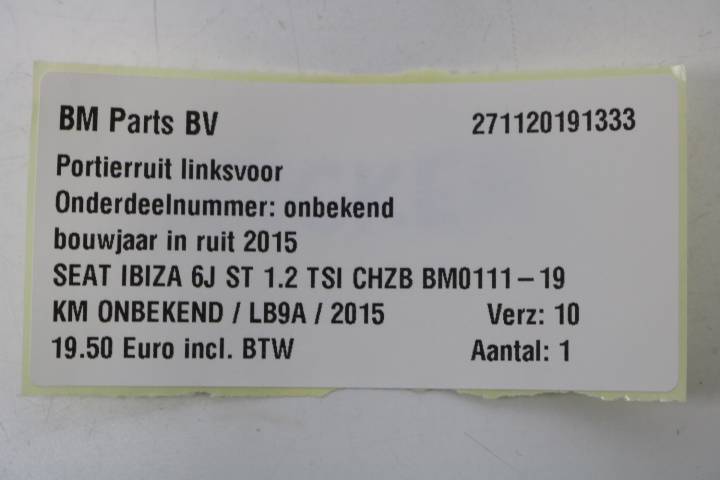 BM Parts BV 271120191333
Portierruit linksvoor
Onderdeelnummer: onbekend
bouwjaar in ruit 2015
SEAT IBIZA 6J ST 1.2 TSI CHZB BM0111-19
KM ONBEKEND / LB9A / 2015 Verz: 10
19.50 Euro incl. BTW Aantal: 1